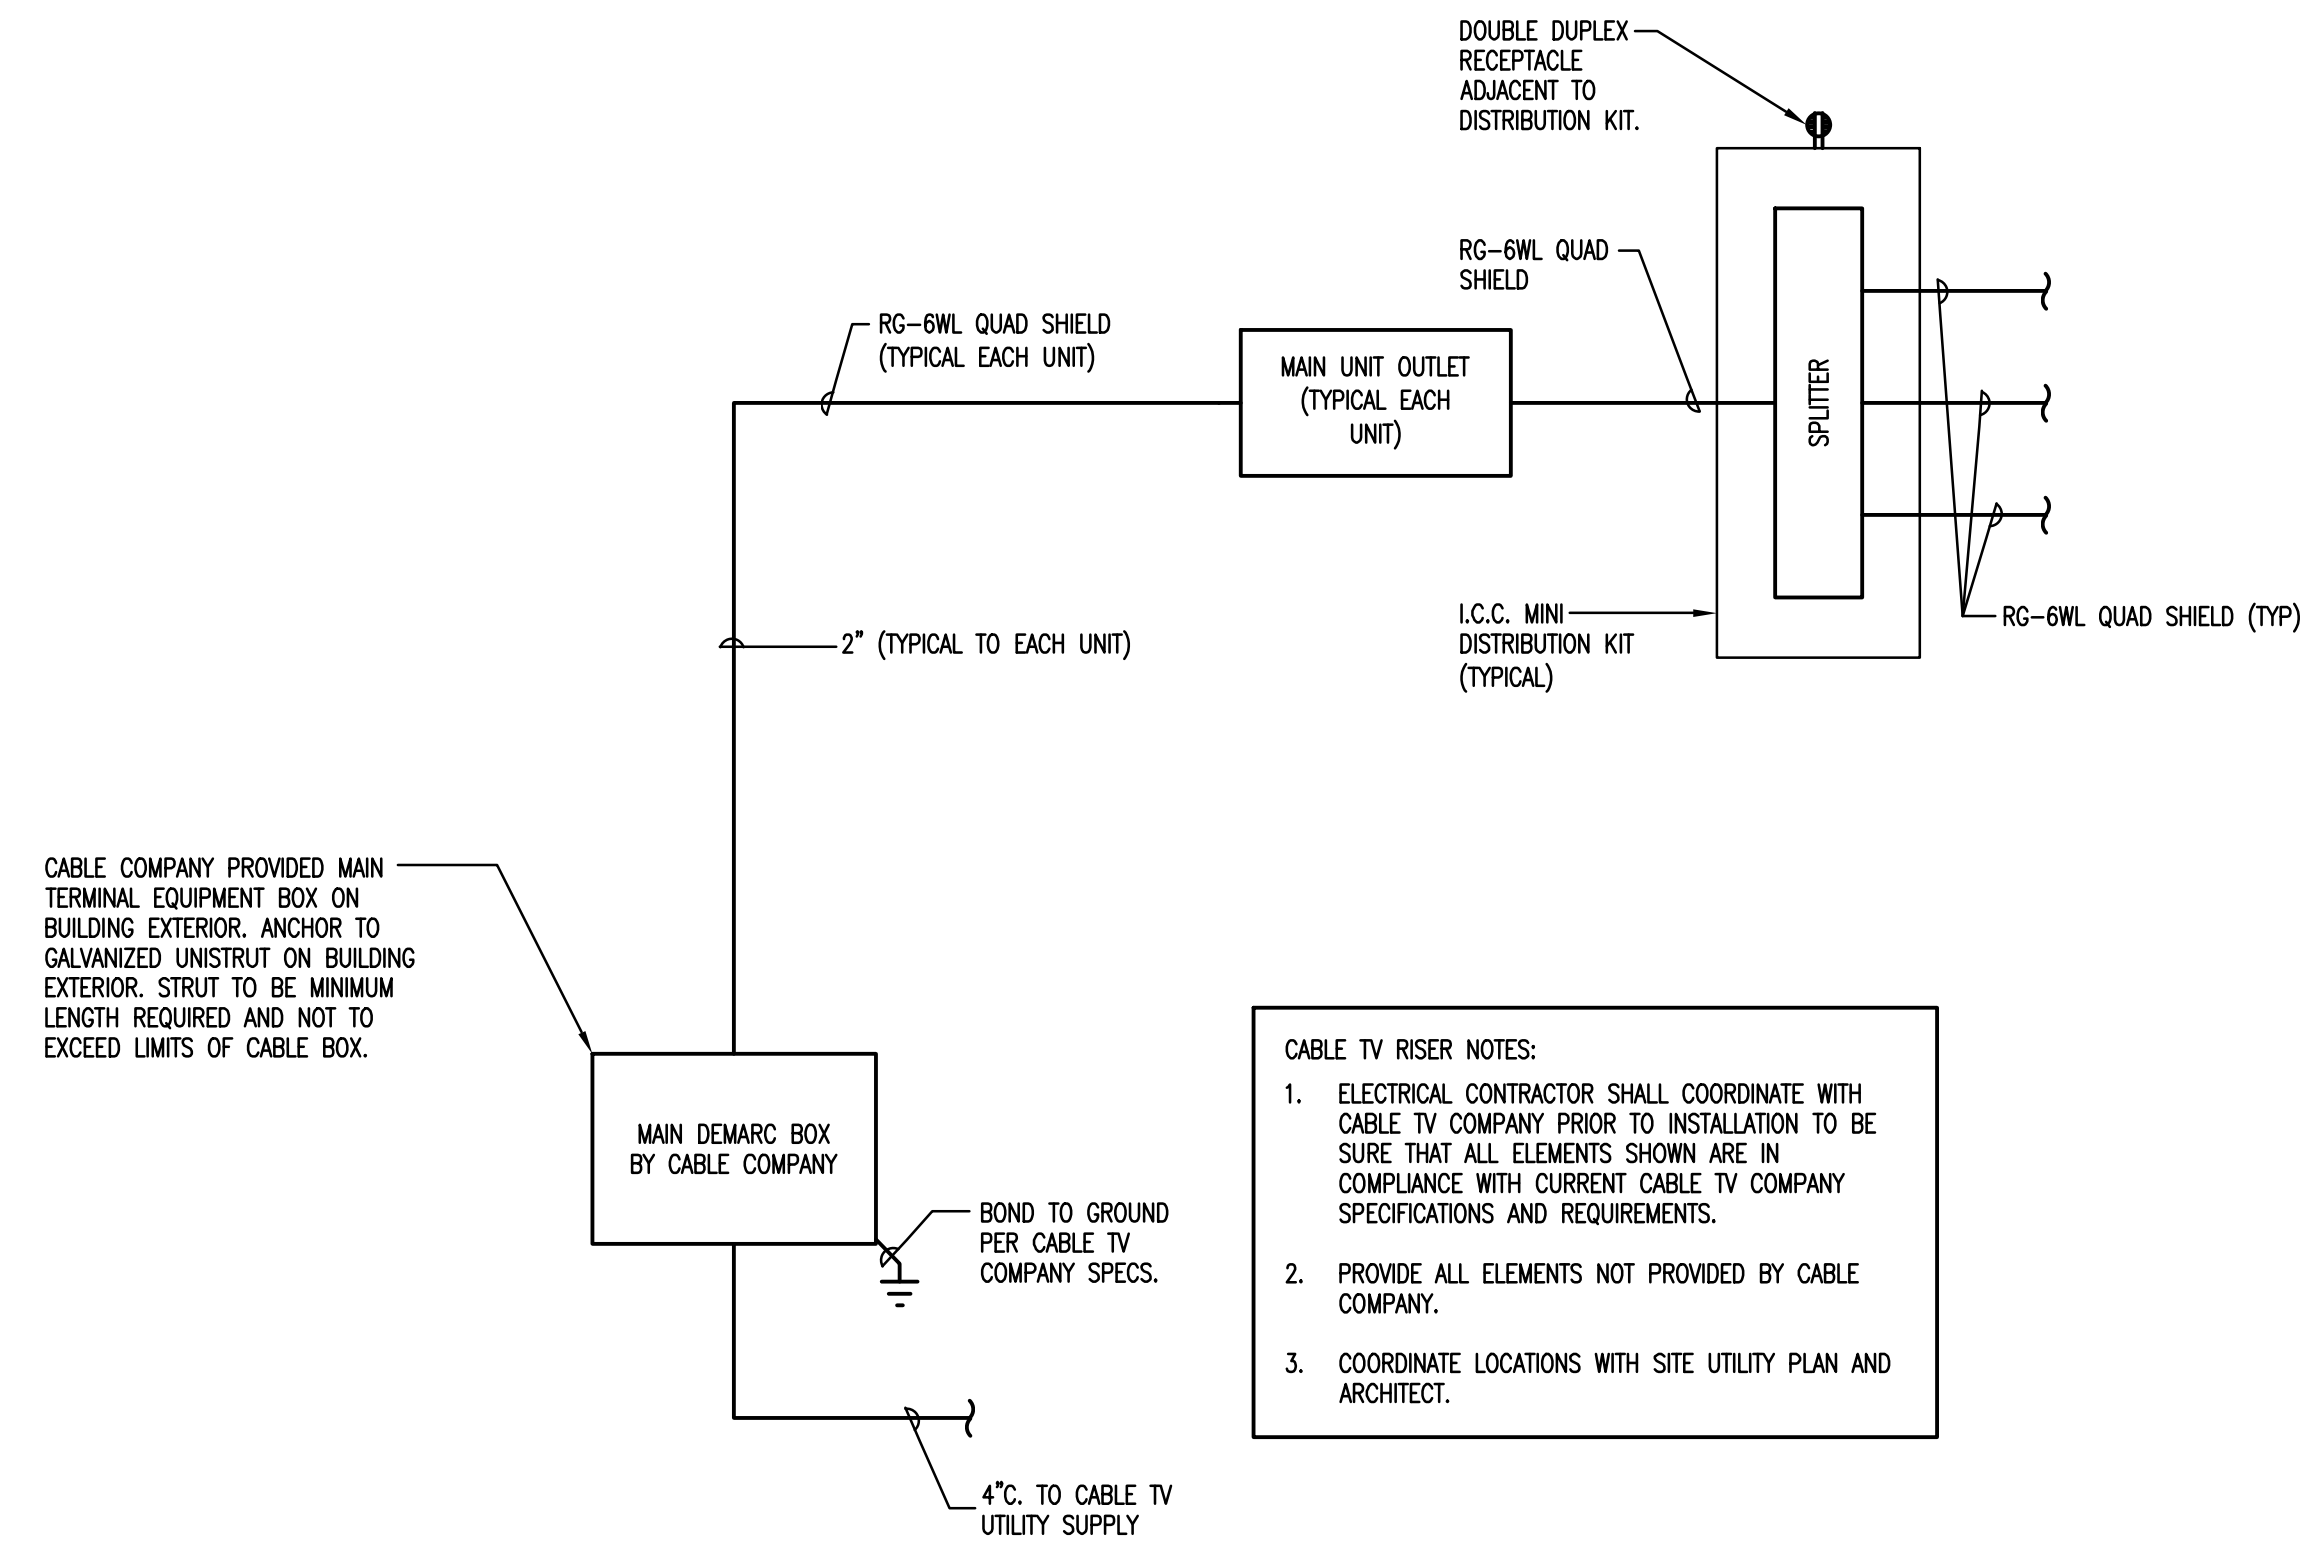 DOUBLE DUPLEX
RECEPTACLE
ADJACENT TO
DISTRIBUTION KIT.
RG-6WL QUAD
SHIELD
RG-6WL QUAD SHIELD
(TYPICAL EACH UNIT)
MAIN UNIT OUTLET
(TYPICAL EACH
UNIT)
SPLITTER
I.C.C. MINI
DISTRIBUTION KIT
(TYPICAL)
RG-6WL QUAD SHIELD (TYP)
2" (TYPICAL TO EACH UNIT)
CABLE COMPANY PROVIDED MAIN
TERMINAL EQUIPMENT BOX ON
BUILDING EXTERIOR. ANCHOR TO
GALVANIZED UNISTRUT ON BUILDING
EXTERIOR. STRUT TO BE MINIMUM
LENGTH REQUIRED AND NOT TO
EXCEED LIMITS OF CABLE BOX.
MAIN DEMARC BOX
BY CABLE COMPANY
BOND TO GROUND
PER CABLE TV
COMPANY SPECS.
4"C. TO CABLE TV
UTILITY SUPPLY
CABLE TV RISER NOTES:
1. ELECTRICAL CONTRACTOR SHALL COORDINATE WITH
CABLE TV COMPANY PRIOR TO INSTALLATION TO BE
SURE THAT ALL ELEMENTS SHOWN ARE IN
COMPLIANCE WITH CURRENT CABLE TV COMPANY
SPECIFICATIONS AND REQUIREMENTS.
2. PROVIDE ALL ELEMENTS NOT PROVIDED BY CABLE
COMPANY.
3. COORDINATE LOCATIONS WITH SITE UTILITY PLAN AND
ARCHITECT.